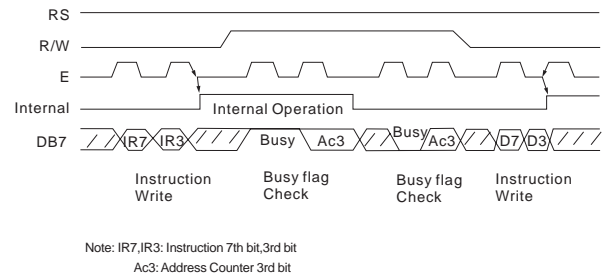 RS
R/W
E
Internal Internal Operation
DB7 IR7 IR3 Busy Ac3 Busy Ac3 D7 D3
Instruction Write
Busy flag Check
Busy flag Check
Instruction Write
Note: IR7,IR3: Instruction 7th bit,3rd bit
Ac3: Address Counter 3rd bit